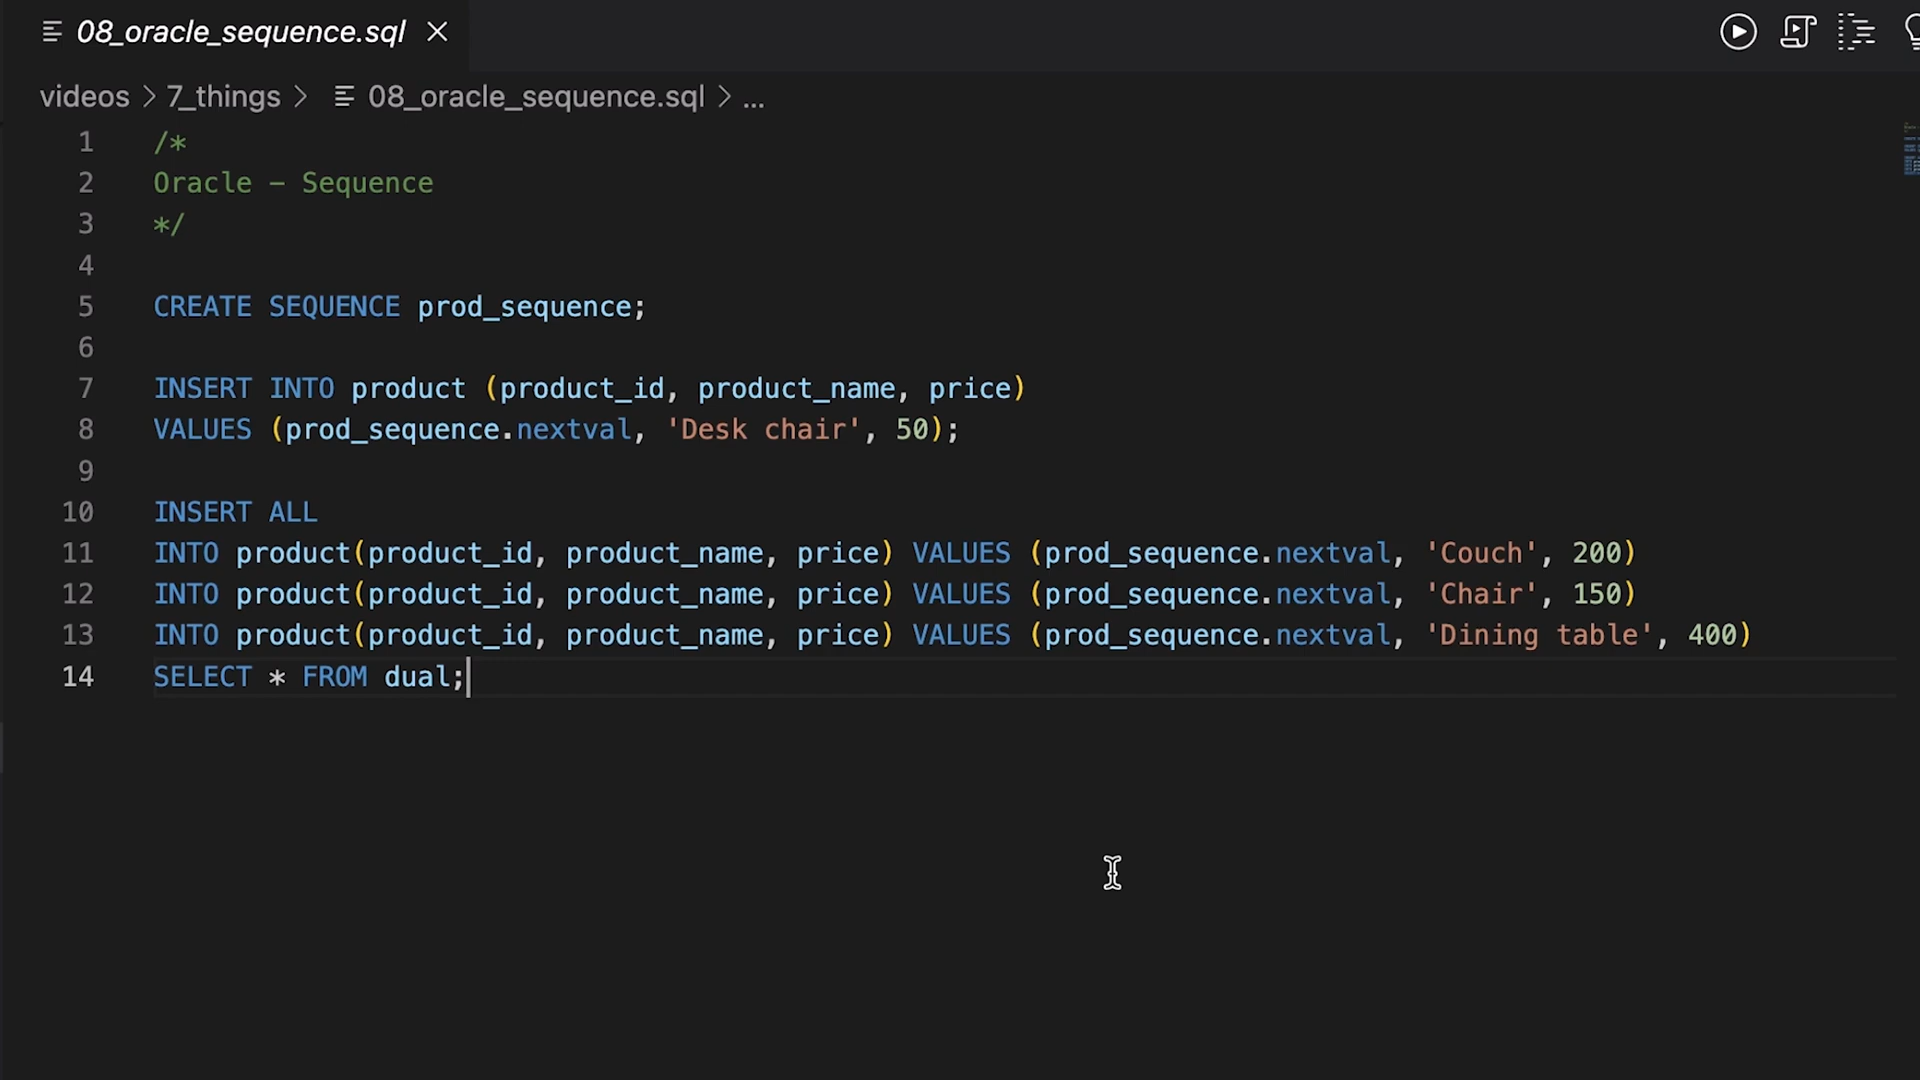 08_oracle_sequence.sql
videos > 7_things > 08_oracle_sequence.sql > ...
1 /*
2 Oracle - Sequence
3 */
4
5 CREATE SEQUENCE prod_sequence;
6
7 INSERT INTO product (product_id, product_name, price)
8 VALUES (prod_sequence.nextval, 'Desk chair', 50);
9
10 INSERT ALL
11 INTO product(product_id, product_name, price) VALUES (prod_sequence.nextval, 'Couch', 200)
12 INTO product(product_id, product_name, price) VALUES (prod_sequence.nextval, 'Chair', 150)
13 INTO product(product_id, product_name, price) VALUES (prod_sequence.nextval, 'Dining table', 400)
14 SELECT * FROM dual;